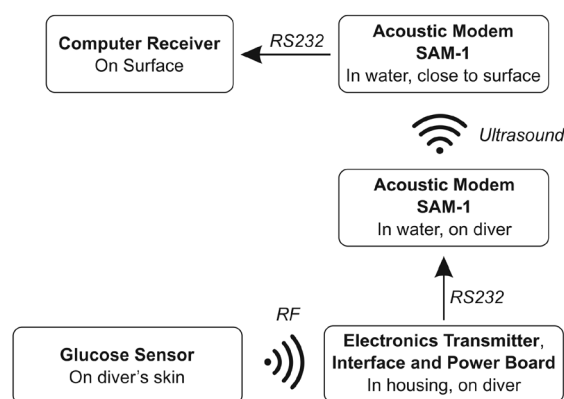 Computer Receiver
On Surface
RS232
Acoustic Modem
SAM-1
In water, close to surface
Ultrasound
Acoustic Modem
SAM-1
In water, on diver
RS232
RF
Glucose Sensor
On diver's skin
Electronics Transmitter,
Interface and Power Board
In housing, on diver